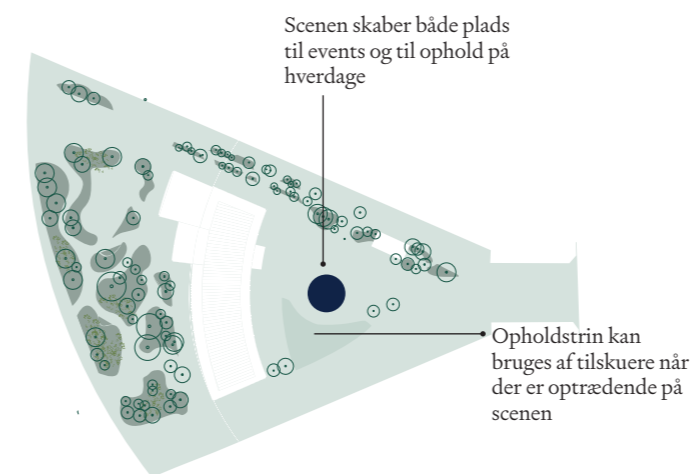 Scenen skaber både plads
til events og til ophold på
hverdage
Opholdstrin kan
bruges af tilskuere når
der er optrædende på
scenen